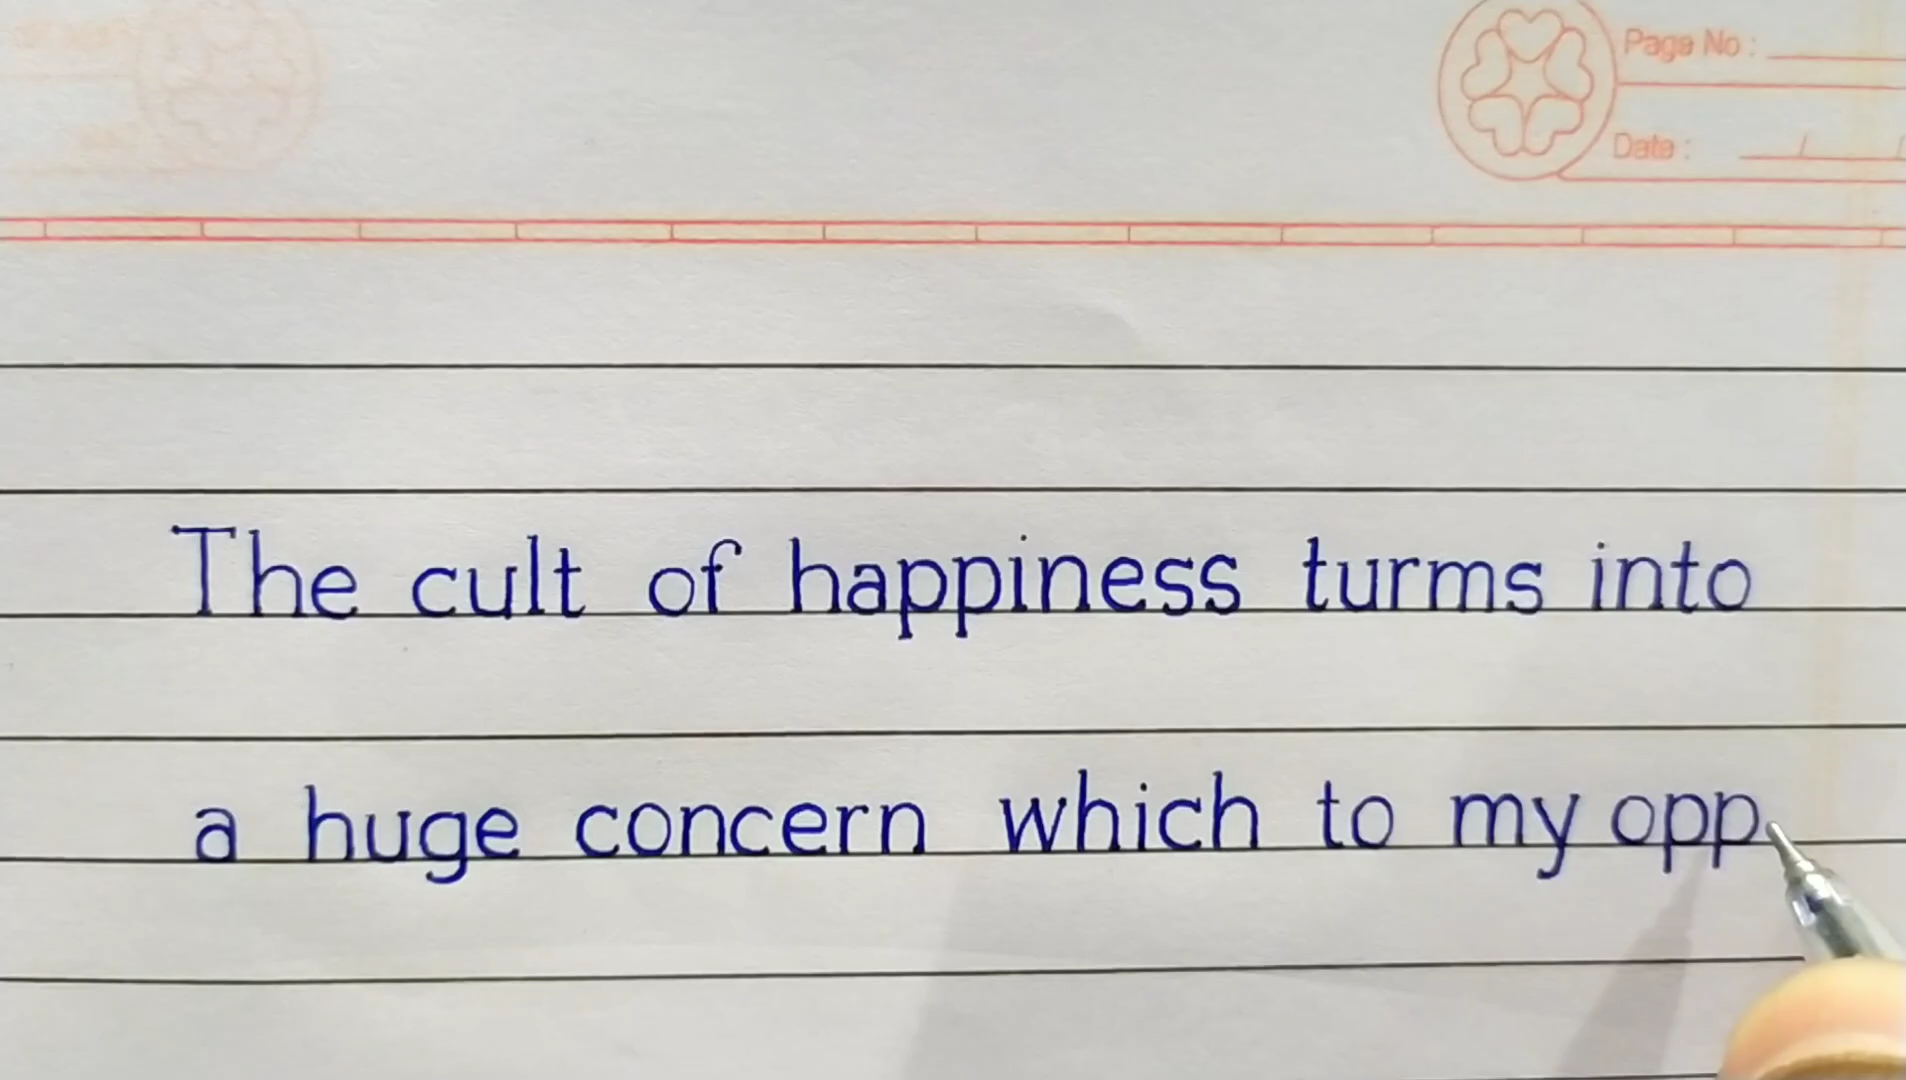 Page No :
Date :
The cult of happiness turms into
a huge concern which to my opp